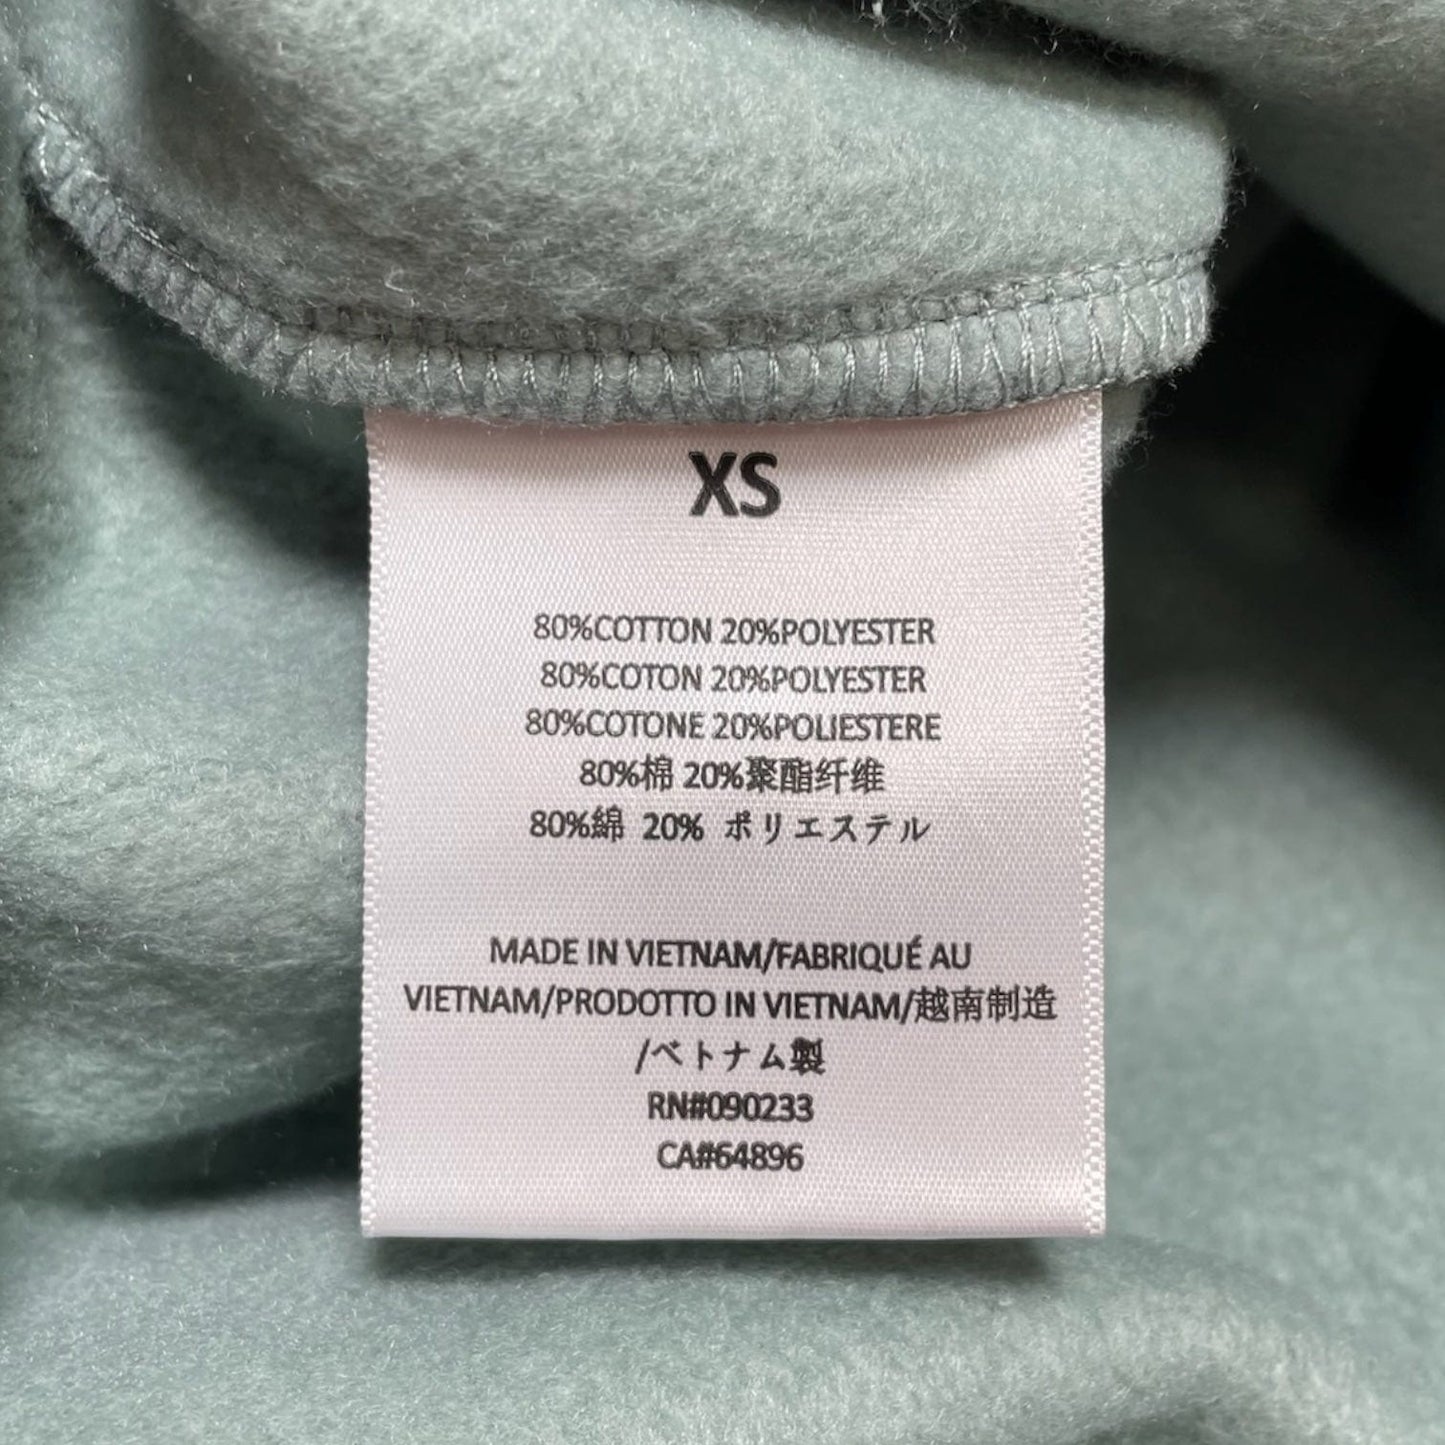 XS
80%COTTON 20%POLYESTER
80%COTON 20%POLYESTER
80%COTONE 20%POLIESTERE
80%棉 20%聚酯纤维
80%綿 20% ポリエステル
MADE IN VIETNAM/FABRIQUÉ AU
VIETNAM/PRODOTTO IN VIETNAM/越南制造
/ベトナム製
RN#090233
CA#64896